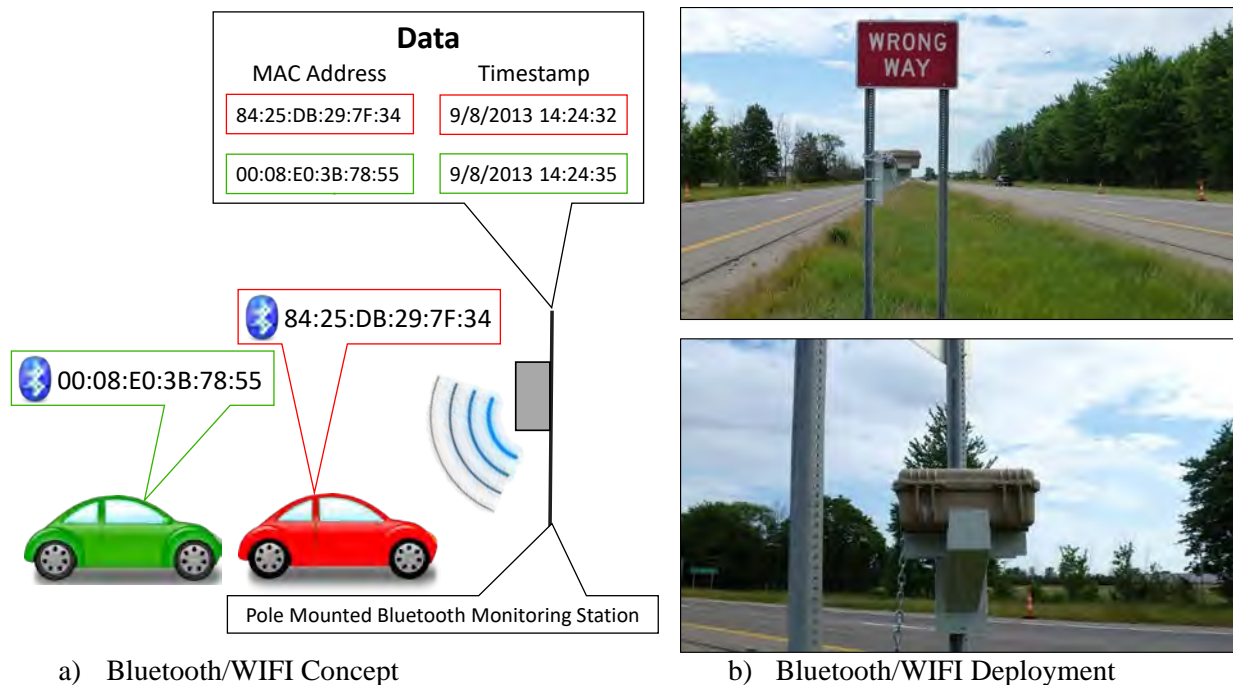 Data
MAC Address Timestamp
84:25:DB:29:7F:34 9/8/2013 14:24:32
00:08:E0:3B:78:55 9/8/2013 14:24:35
84:25:DB:29:7F:34
00:08:E0:3B:78:55
Pole Mounted Bluetooth Monitoring Station
a) Bluetooth/WIFI Concept
WRONG
WAY
b) Bluetooth/WIFI Deployment